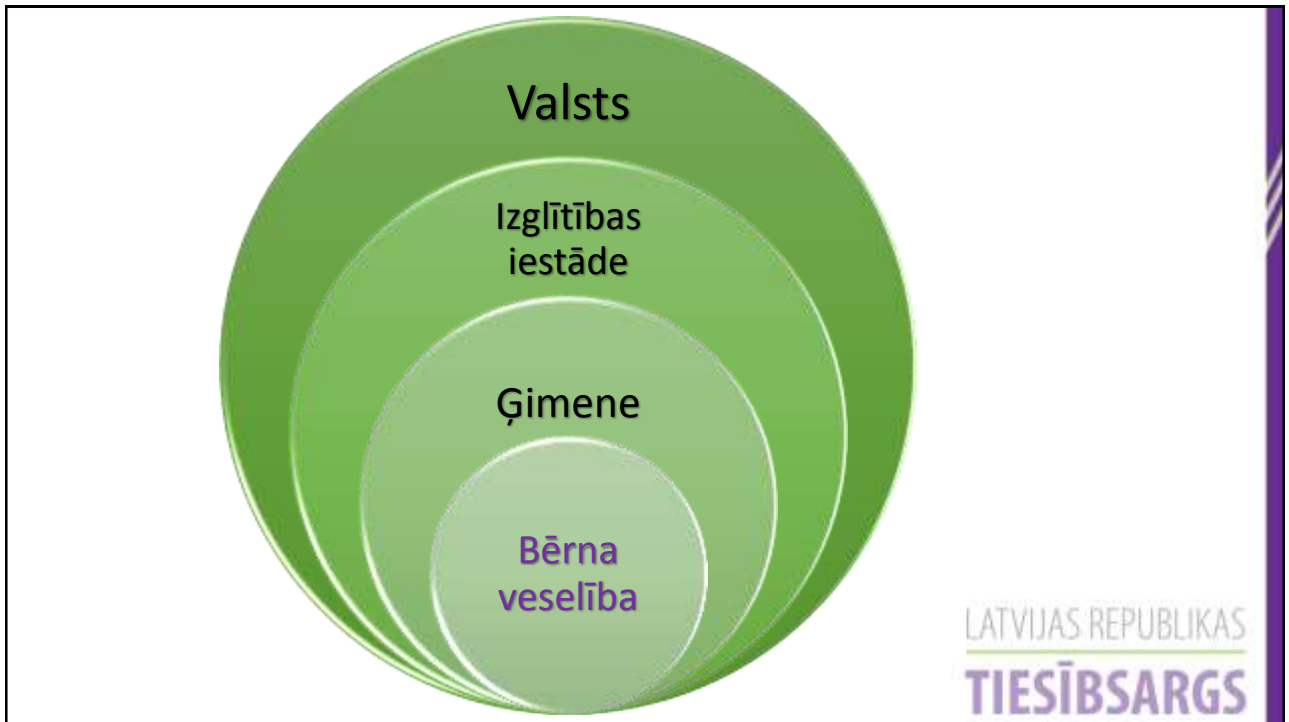 Valsts
Izglītības
iestāde
Ģimene
Bērna
veselība
LATVIJAS REPUBLIKAS
TIESĪBSARGS